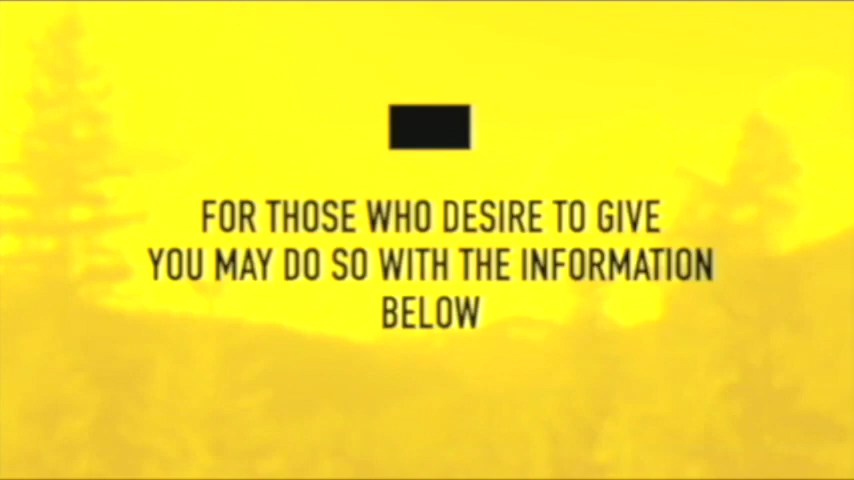 FOR THOSE WHO DESIRE TO GIVE
YOU MAY DO SO WITH THE INFORMATION
BELOW